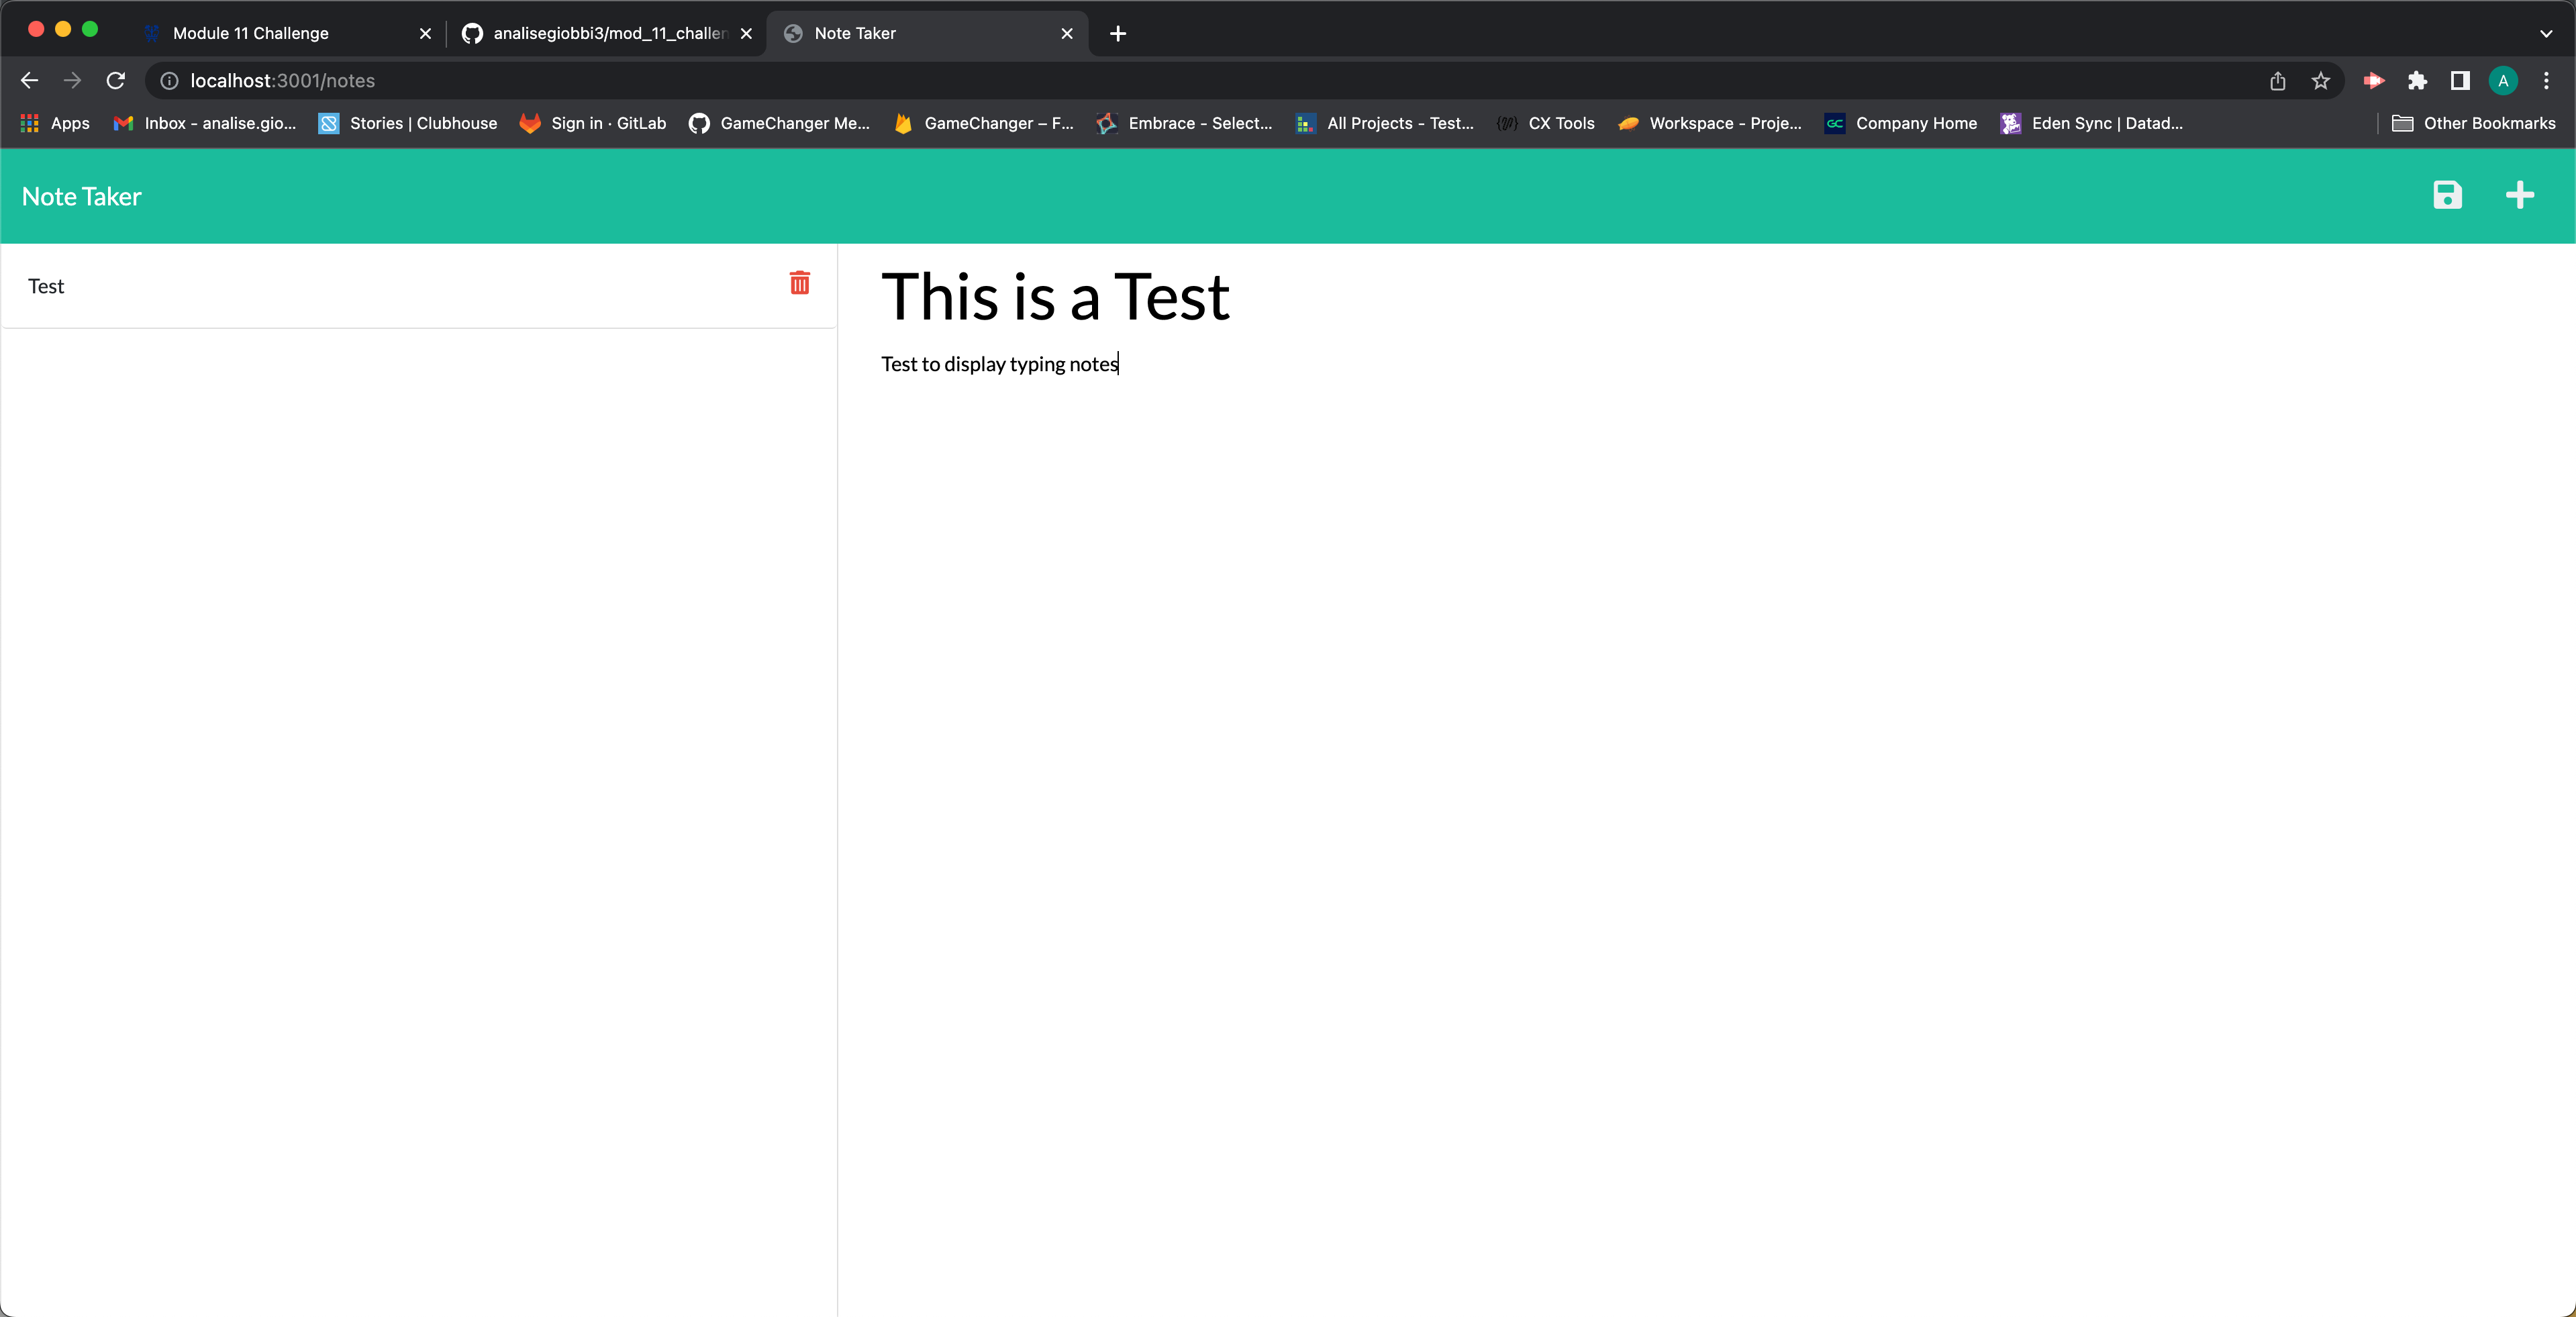 Module 11 Challenge
analisegiobbi3/mod_11_challen
Note Taker
localhost:3001/notes
A
Apps
Inbox - analise.gio...
Stories | Clubhouse
Sign in · GitLab
GameChanger Me...
GameChanger – F...
Embrace - Select...
All Projects - Test...
CX Tools
GC
Workspace - Proje...
Company Home
Eden Sync | Datad...
Other Bookmarks
Note Taker
Test
This is a Test
Test to display typing notes